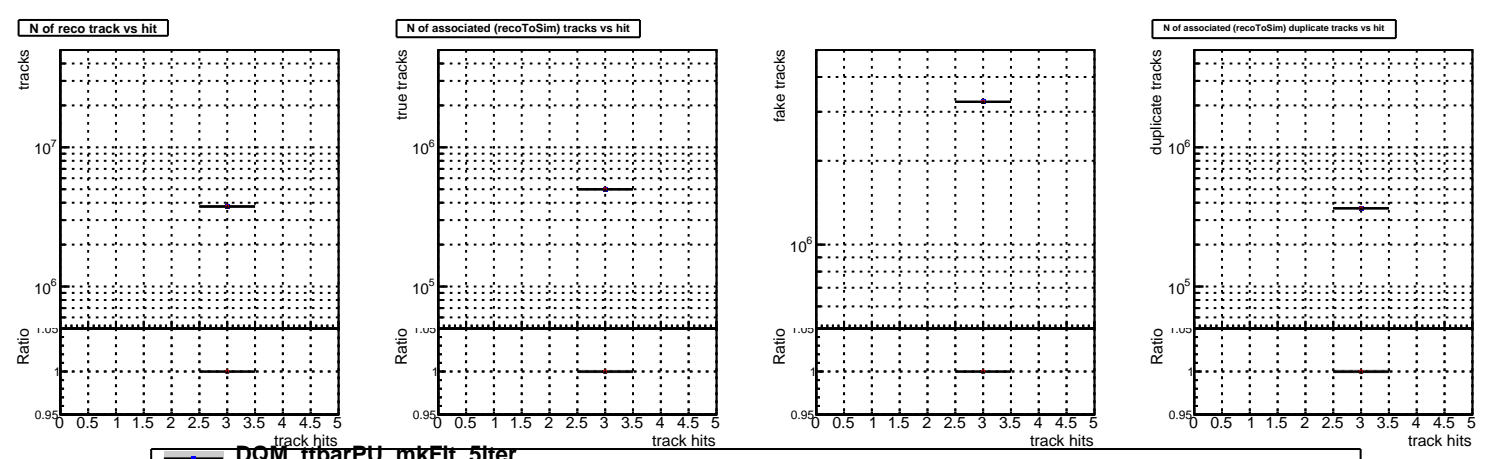 N of reco track vs hit
tracks
10^7
10^6
1.05
Ratio
1
0.95
0 0.5 1 1.5 2 2.5 3 3.5 4 4.5 5
track hits
N of associated (recoToSim) tracks vs hit
true tracks
10^6
10^5
1.05
Ratio
1
0.95
0 0.5 1 1.5 2 2.5 3 3.5 4 4.5 5
track hits
fake tracks
10^6
1.05
Ratio
1
0.95
0 0.5 1 1.5 2 2.5 3 3.5 4 4.5 5
track hits
N of associated (recoToSim) duplicate tracks vs hit
duplicate tracks
10^6
10^5
1.05
Ratio
1
0.95
0 0.5 1 1.5 2 2.5 3 3.5 4 4.5 5
track hits
DQM_ttbarPU_mkFit_5iter